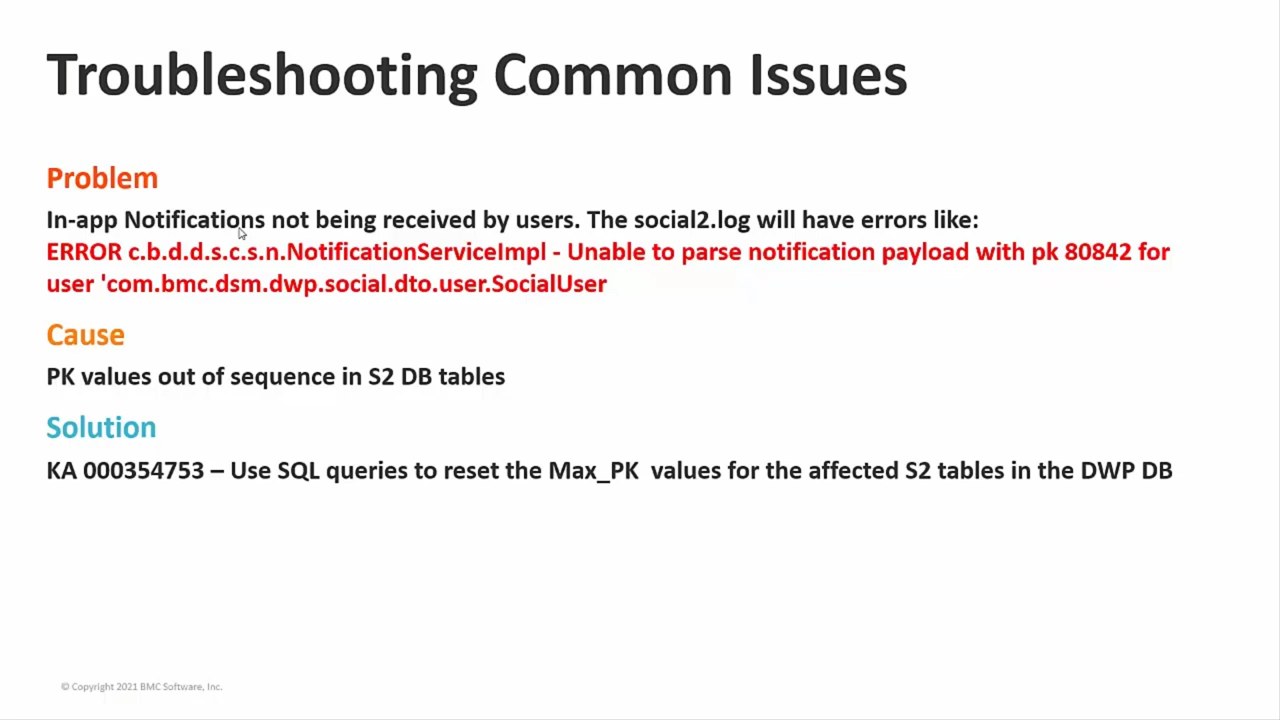 Troubleshooting Common Issues
Problem
In-app Notifications not being received by users. The social2.log will have errors like:
ERROR c.b.d.d.s.c.s.n.NotificationServiceImpl - Unable to parse notification payload with pk 80842 for
user 'com.bmc.dsm.dwp.social.dto.user.SocialUser
Cause
PK values out of sequence in S2 DB tables
Solution
KA 000354753 – Use SQL queries to reset the Max_PK  values for the affected S2 tables in the DWP DB
© Copyright 2021 BMC Software, Inc.